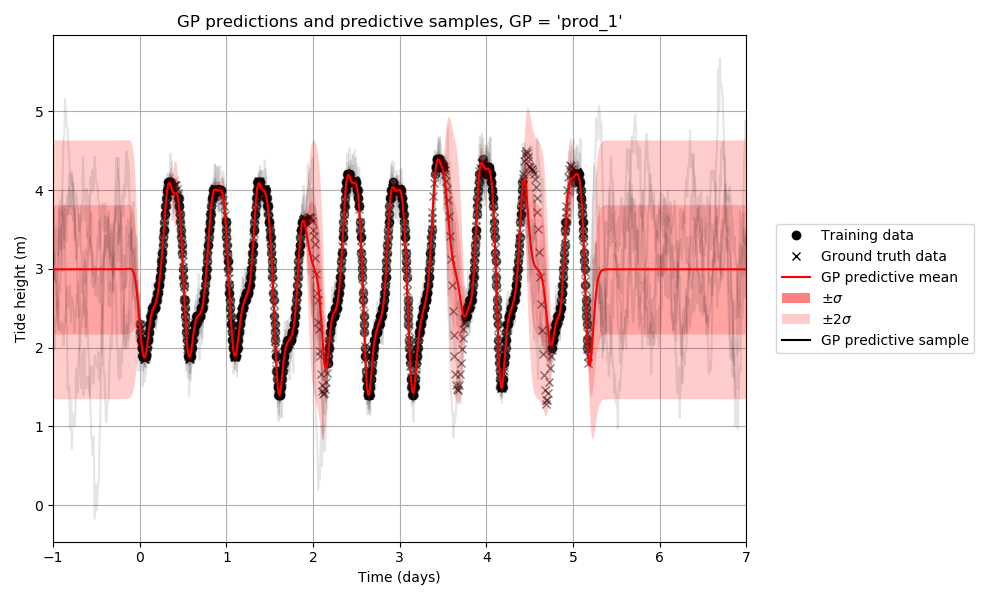 GP predictions and predictive samples, GP = 'prod_1'
Tide height (m)
5
4
3
2
1
0
−1 0 1 2 3 4 5 6 7
Time (days)
Training data
Ground truth data
GP predictive mean
±σ
±2σ
GP predictive sample